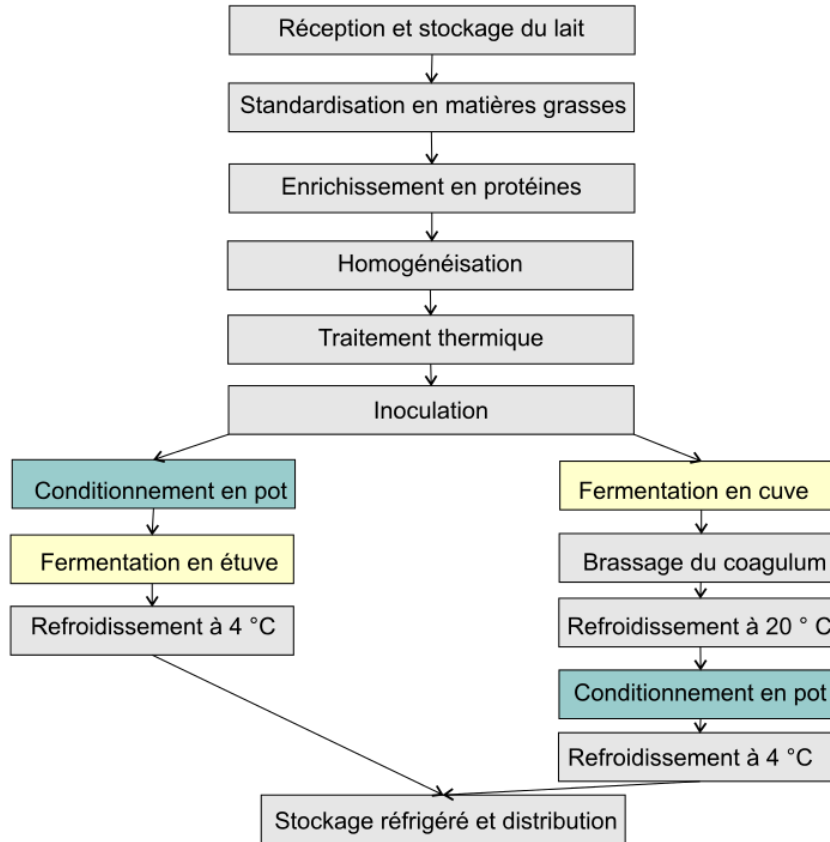 Réception et stockage du lait
Standardisation en matières grasses
Enrichissement en protéines
Homogénéisation
Traitement thermique
Inoculation
Conditionnement en pot
Fermentation en étuve
Refroidissement à 4 °C
Fermentation en cuve
Brassage du coagulum
Refroidissement à 20 ° C
Conditionnement en pot
Refroidissement à 4 °C
Stockage réfrigéré et distribution